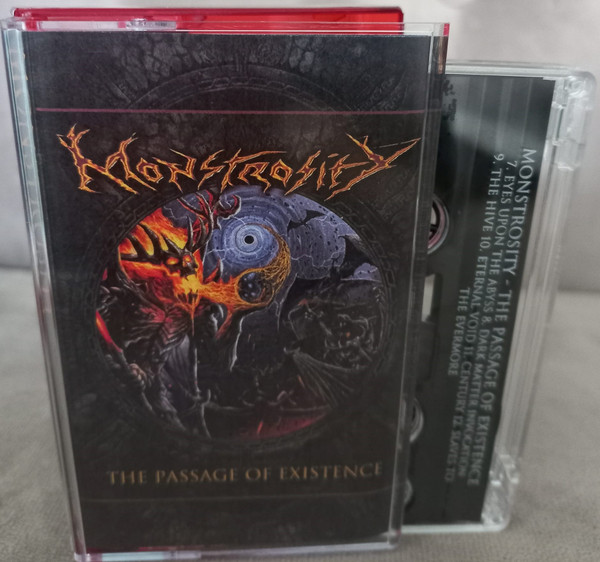 MONSTROSITY
THE PASSAGE OF EXISTENCE
MONSTROSITY - THE PASSAGE OF EXISTENCE
7. EYES UPON THE ABYSS 8. DARK MATTER INVOCATION
9. THE HIVE 10. ETERNAL VOID 11. CENTURY 12. SLAVES TO
THE EVERMORE